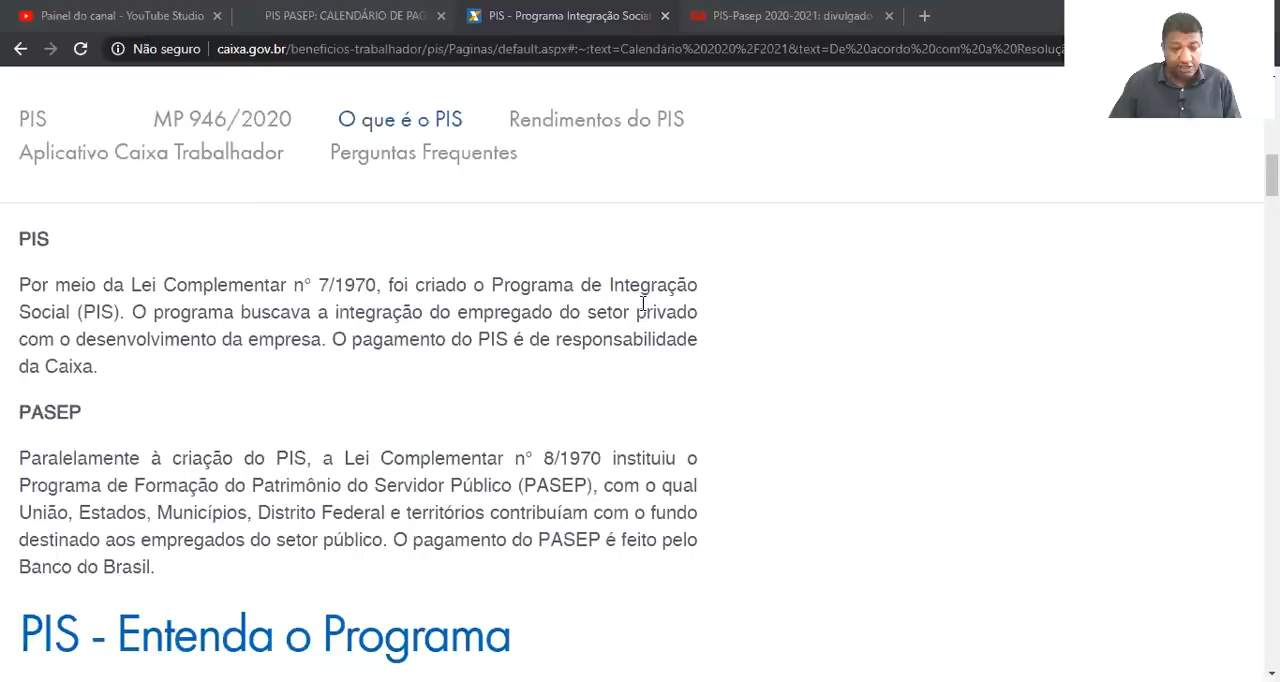 Painel do canal - YouTube Studio
PIS PASEP: CALENDÁRIO DE PAG
PIS - Programa Integração Social
PIS-Pasep 2020-2021: divulgado
Não seguro
caixa.gov.br/beneficios-trabalhador/pis/Paginas/default.aspx#:~:text=Calendário%202020%2F2021&text=De%20acordo%20com%20a%20Resoluç
PIS MP 946/2020 O que é o PIS Rendimentos do PIS
Aplicativo Caixa Trabalhador Perguntas Frequentes
PIS
Por meio da Lei Complementar n° 7/1970, foi criado o Programa de Integração
Social (PIS). O programa buscava a integração do empregado do setor privado
com o desenvolvimento da empresa. O pagamento do PIS é de responsabilidade
da Caixa.
PASEP
Paralelamente à criação do PIS, a Lei Complementar n° 8/1970 instituiu o
Programa de Formação do Patrimônio do Servidor Público (PASEP), com o qual
União, Estados, Municípios, Distrito Federal e territórios contribuíam com o fundo
destinado aos empregados do setor público. O pagamento do PASEP é feito pelo
Banco do Brasil.
PIS - Entenda o Programa